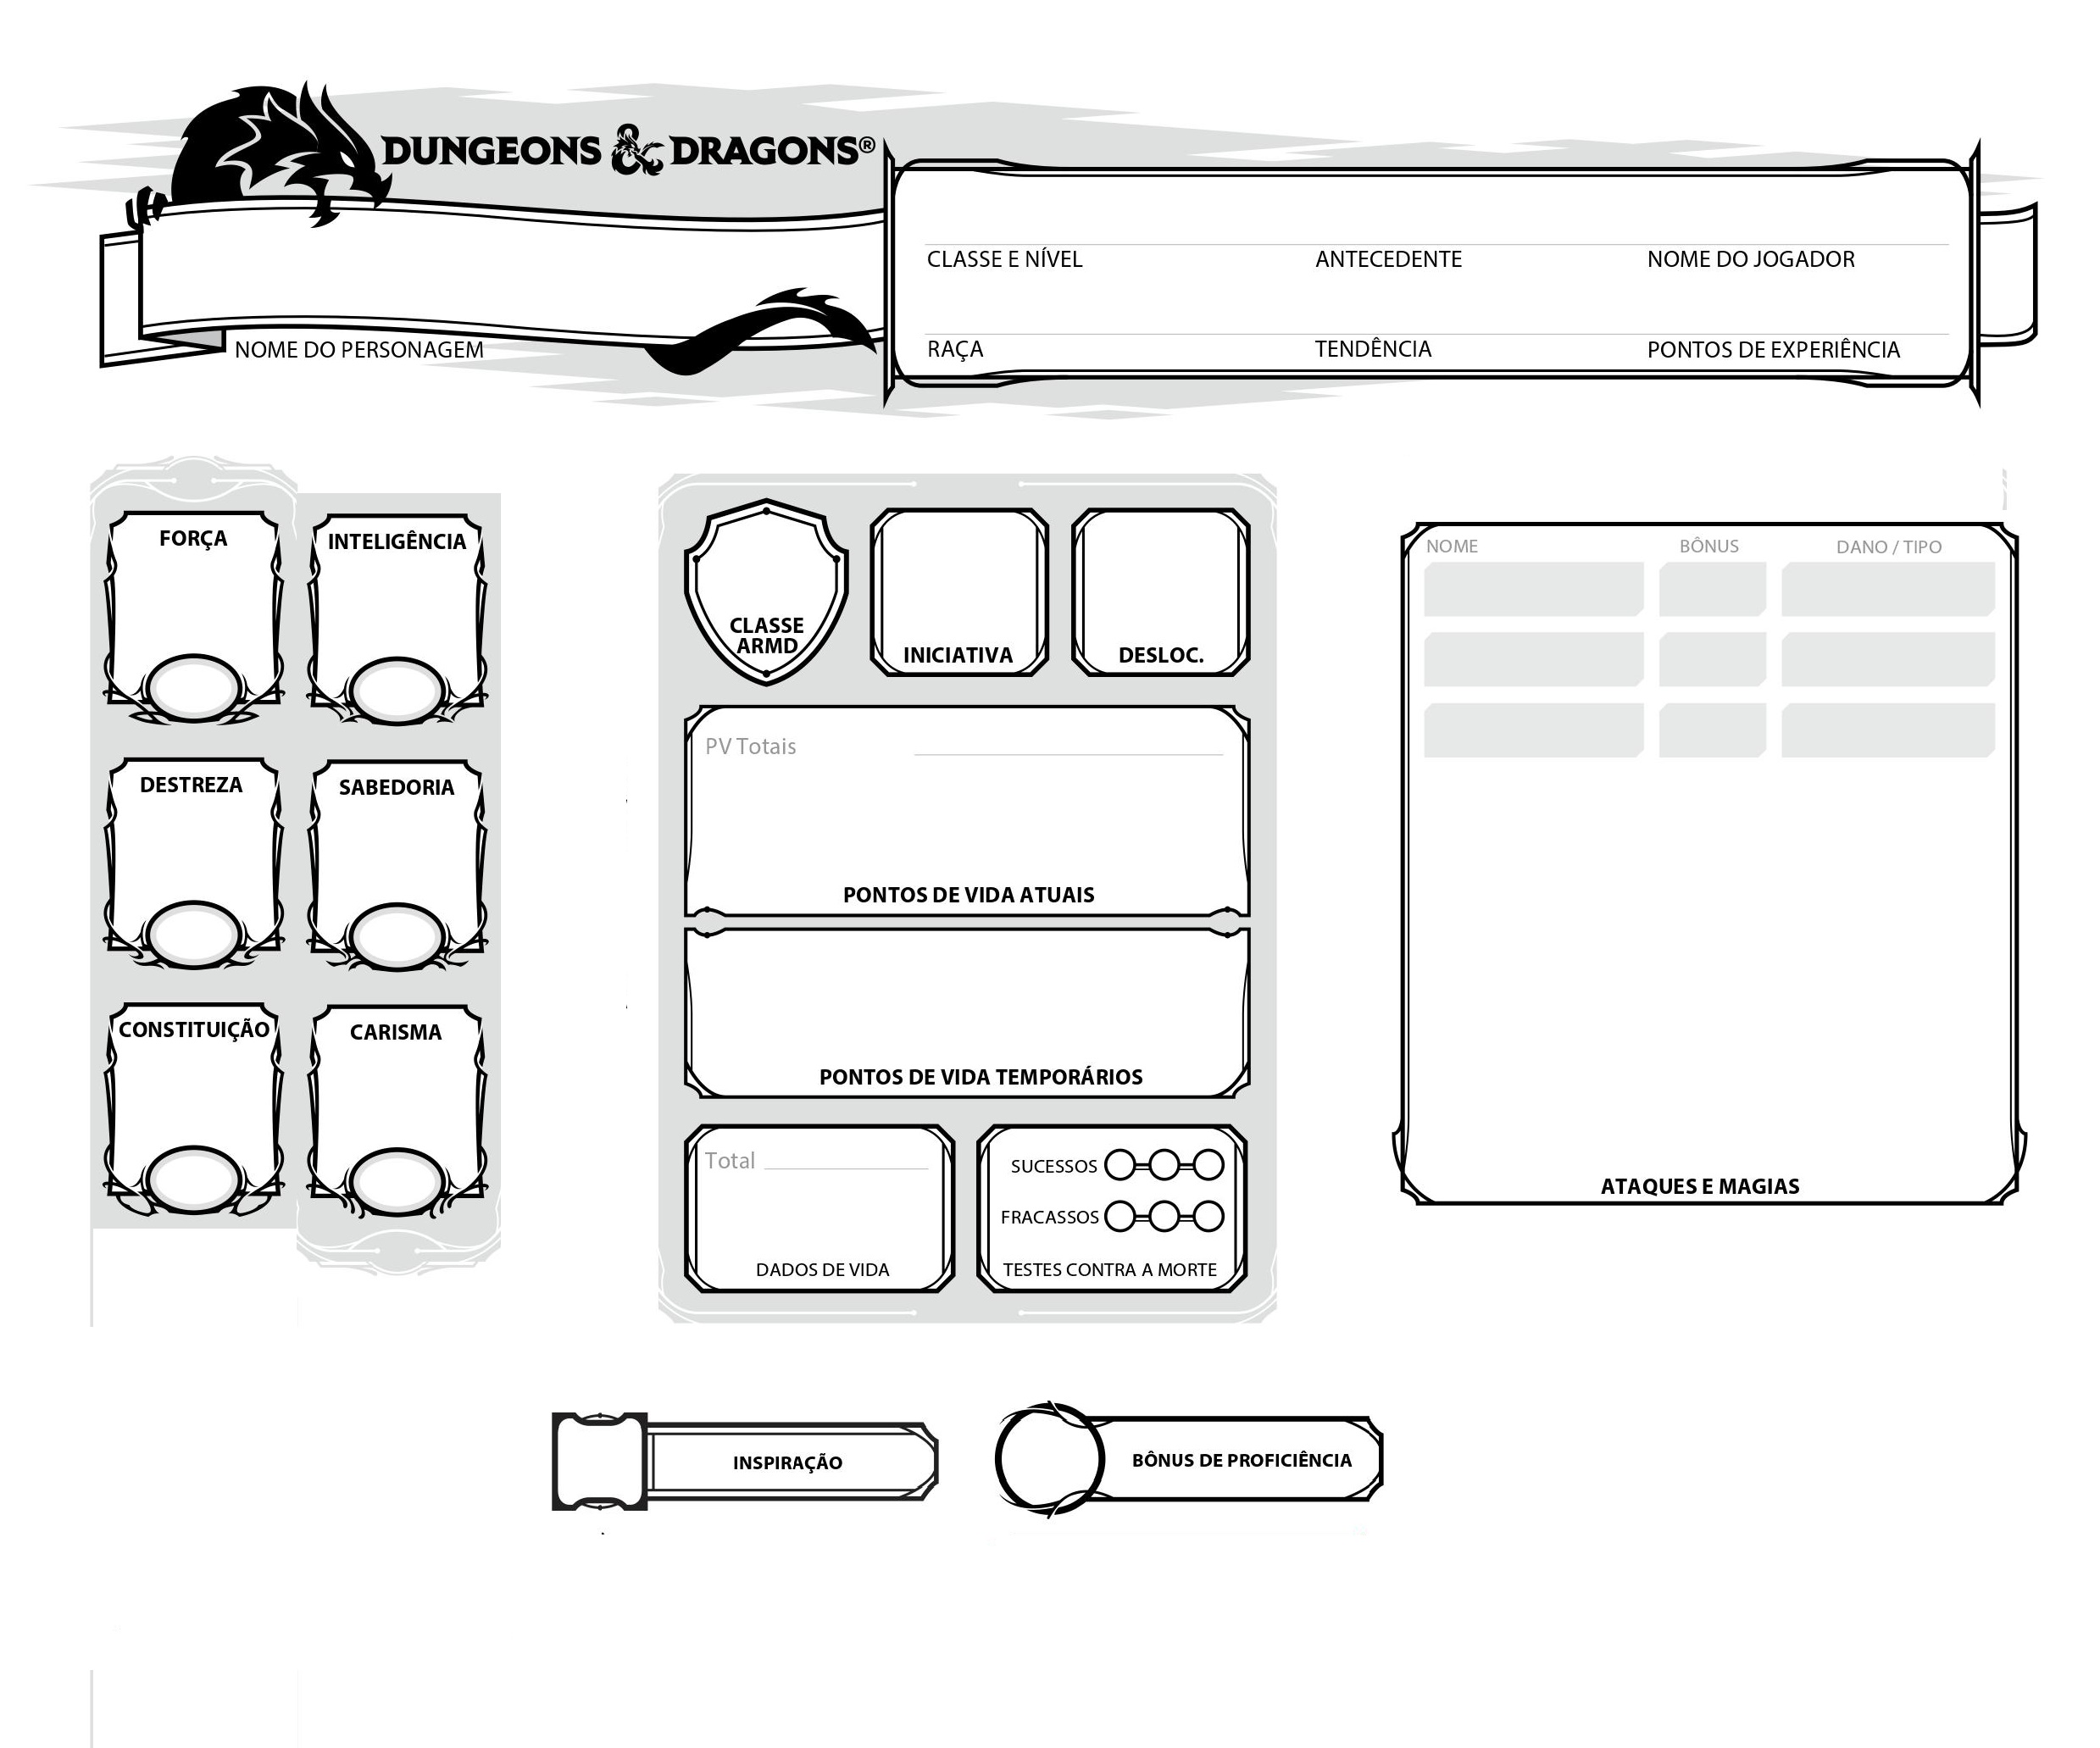 DUNGEONS & DRAGONS®
CLASSE E NÍVEL ANTECEDENTE NOME DO JOGADOR
NOME DO PERSONAGEM
RAÇA TENDÊNCIA PONTOS DE EXPERIÊNCIA
FORÇA
INTELIGÊNCIA
DESTREZA
SABEDORIA
CONSTITUIÇÃO
CARISMA
CLASSE
ARMD
INICIATIVA
DESLOC.
PV Totais
PONTOS DE VIDA ATUAIS
PONTOS DE VIDA TEMPORÁRIOS
Total
DADOS DE VIDA
SUCESSOS
FRACASSOS
TESTES CONTRA A MORTE
NOME BÔNUS DANO / TIPO
ATAQUES E MAGIAS
INSPIRAÇÃO
BÔNUS DE PROFICIÊNCIA